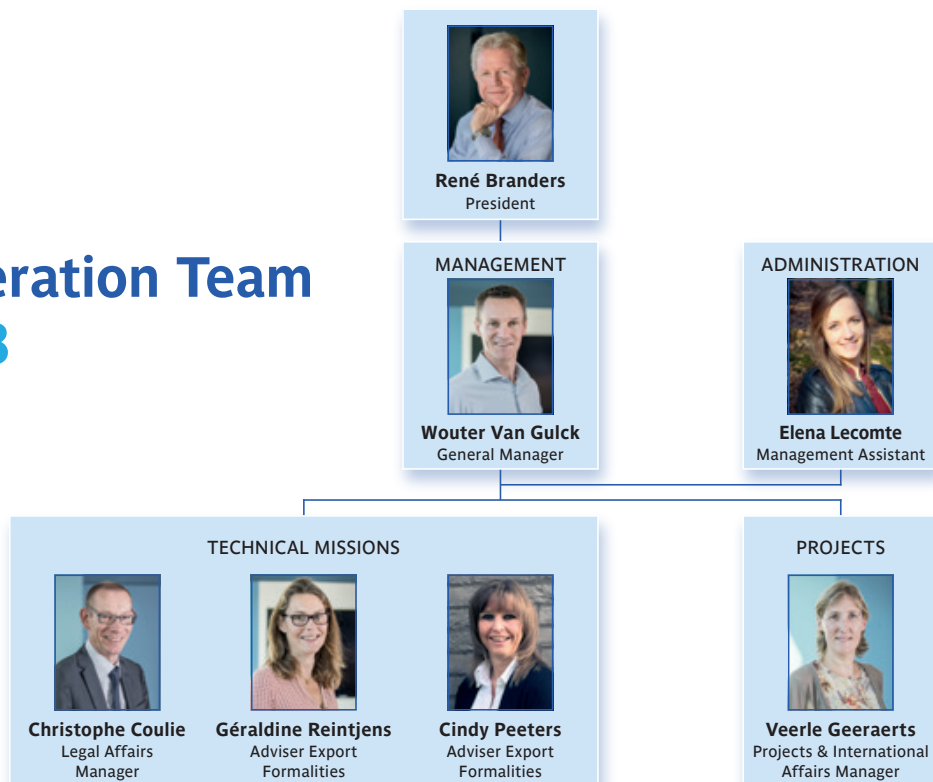 René Branders
President
eration Team
MANAGEMENT
Wouter Van Gulck
General Manager
ADMINISTRATION
Elena Lecomte
Management Assistant
TECHNICAL MISSIONS
Christophe Coulie
Legal Affairs
Manager
Géraldine Reintjens
Adviser Export
Formalities
Cindy Peeters
Adviser Export
Formalities
PROJECTS
Veerle Geeraerts
Projects & International
Affairs Manager